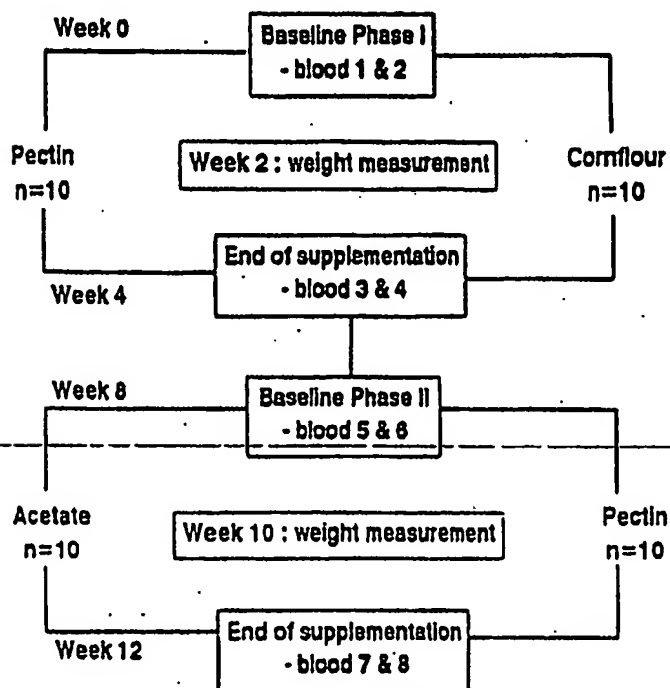 Week 0
Baseline Phase I
- blood 1 & 2
Pectin
n=10
Week 2 : weight measurement
Cornflour
n=10
End of supplementation
- blood 3 & 4
Week 4
Week 8
Baseline Phase II
- blood 5 & 6
Acetate
n=10
Week 10 : weight measurement
Pectin
n=10
End of supplementation
- blood 7 & 8
Week 12